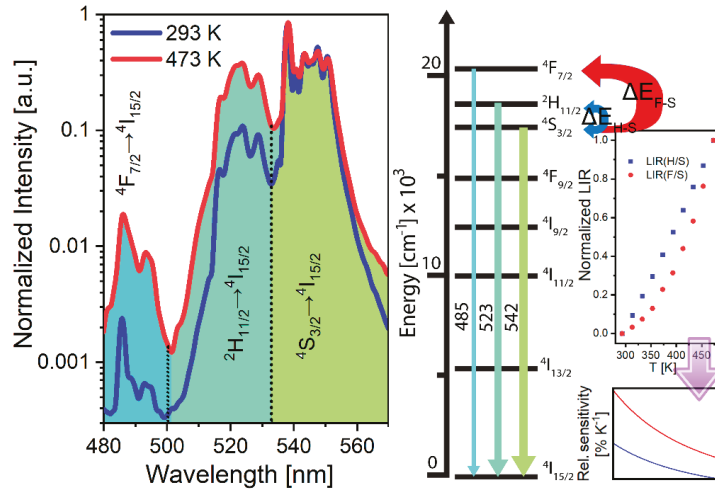 293 K
473 K
Normalized Intensity [a.u.]
1
0.1
0.01
0.001
⁴F₇/₂→⁴I₁₅/₂
²H₁₁/₂→⁴I₁₅/₂
⁴S₃/₂→⁴I₁₅/₂
480 500 520 540 560
Wavelength [nm]
Energy [cm⁻¹] x 10³
20
10
0
485
523
542
⁴F₇/₂
²H₁₁/₂
⁴S₃/₂
⁴F₉/₂
⁴I₉/₂
⁴I₁₁/₂
⁴I₁₃/₂
⁴I₁₅/₂
ΔE_F-S
ΔE_H-S
Normalized LIR
1.0
0.8
0.6
0.4
0.2
0.0
LIR(H/S)
LIR(F/S)
300 350 400 450
T [K]
Rel. sensitivity
[% K⁻¹]